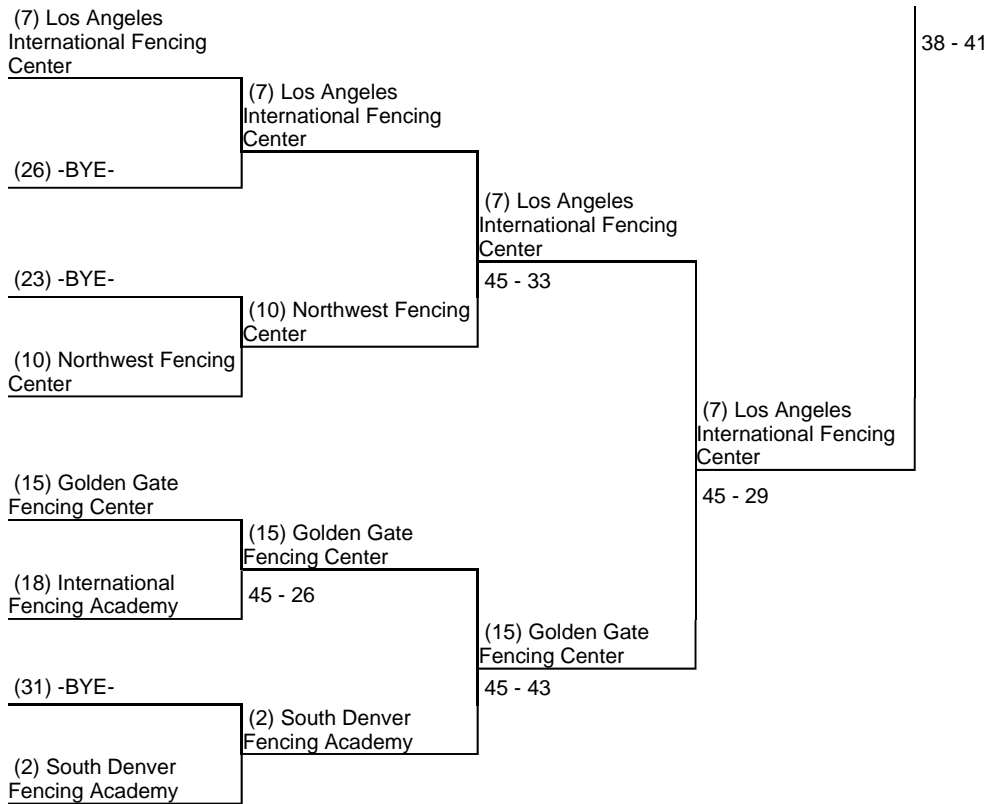 (7) Los Angeles
International Fencing
Center
(26) -BYE-
(23) -BYE-
(10) Northwest Fencing
Center
(15) Golden Gate
Fencing Center
(18) International
Fencing Academy
(31) -BYE-
(2) South Denver
Fencing Academy
(7) Los Angeles
International Fencing
Center
(10) Northwest Fencing
Center
(15) Golden Gate
Fencing Center
45 - 26
(2) South Denver
Fencing Academy
(7) Los Angeles
International Fencing
Center
45 - 33
(15) Golden Gate
Fencing Center
45 - 43
(7) Los Angeles
International Fencing
Center
45 - 29
38 - 41